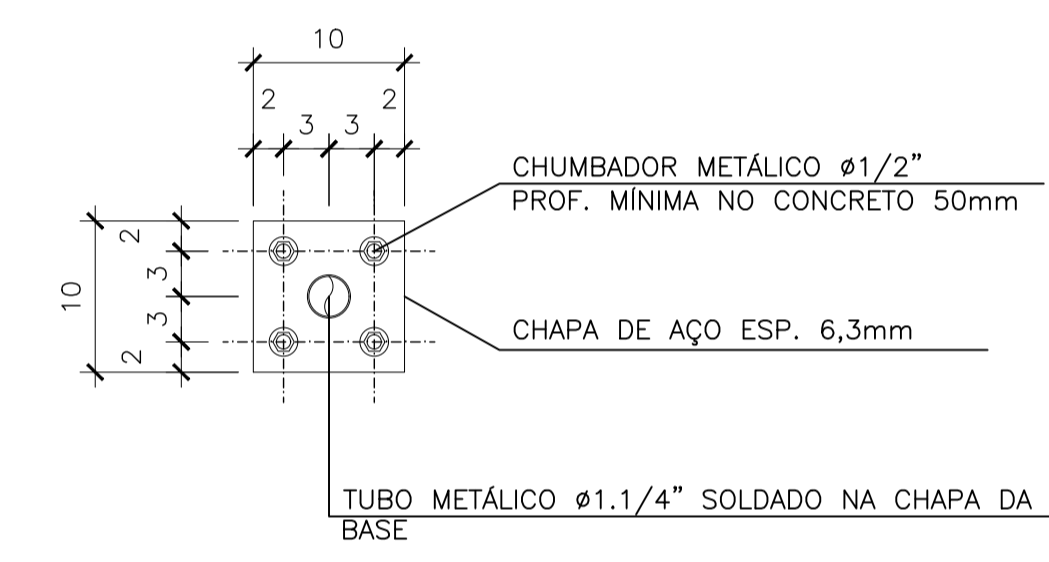 10
2
2
3
3
CHUMBADOR METÁLICO ø1/2”
PROF. MÍNIMA NO CONCRETO 50mm
2
3
10
3
2
CHAPA DE AÇO ESP. 6,3mm
TUBO METÁLICO ø1.1/4” SOLDADO NA CHAPA DA
BASE